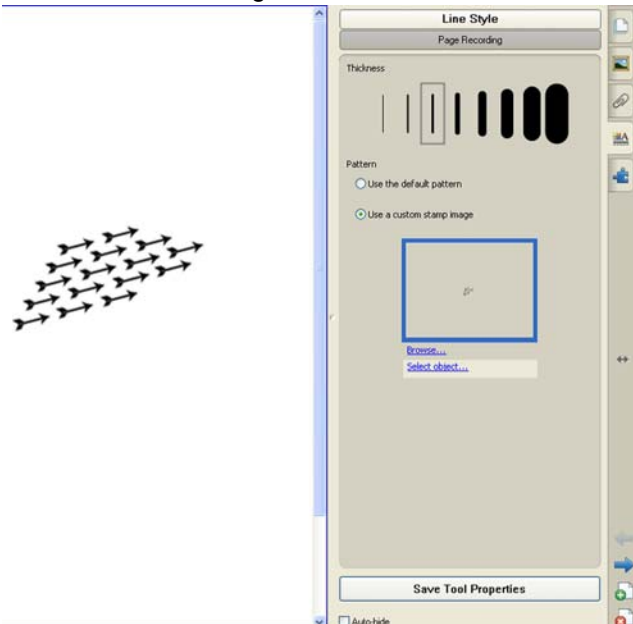 Line Style
Page Recording
Thickness
Pattern
Use the default pattern
Use a custom stamp image
Browse...
Select object...
Save Tool Properties
Auto-hide